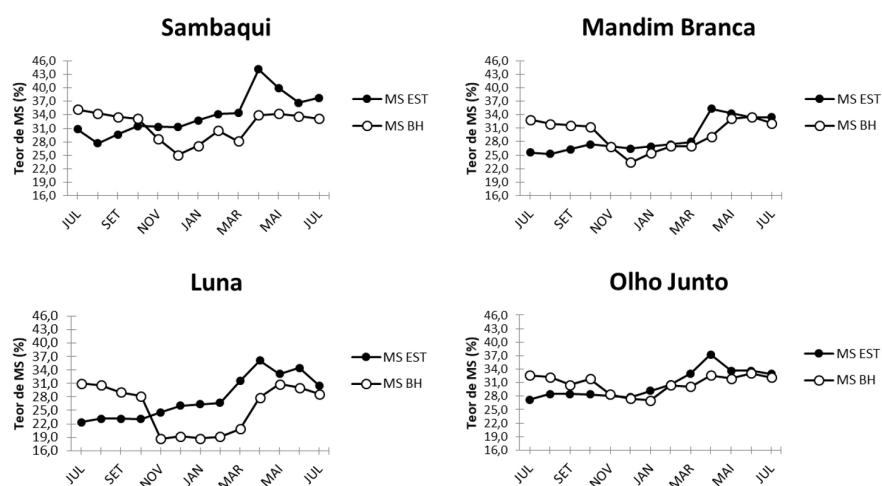 Sambaqui
Teor de MS (%)
46,0
43,0
40,0
37,0
34,0
31,0
28,0
25,0
22,0
19,0
16,0
JUL SET NOV JAN MAR MAI JUL
MS EST
MS BH
Mandim Branca
Teor de MS (%)
46,0
43,0
40,0
37,0
34,0
31,0
28,0
25,0
22,0
19,0
16,0
JUL SET NOV JAN MAR MAI JUL
MS EST
MS BH
Luna
Teor de MS (%)
46,0
43,0
40,0
37,0
34,0
31,0
28,0
25,0
22,0
19,0
16,0
JUL SET NOV JAN MAR MAI JUL
MS EST
MS BH
Olho Junto
Teor de MS (%)
46,0
43,0
40,0
37,0
34,0
31,0
28,0
25,0
22,0
19,0
16,0
JUL SET NOV JAN MAR MAI JUL
MS EST
MS BH